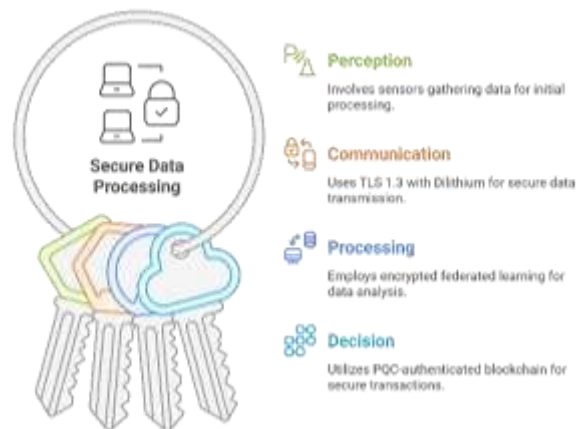 Secure Data
Processing
Perception
Involves sensors gathering data for initial
processing.
Communication
Uses TLS 1.3 with Dilithium for secure data
transmission.
Processing
Employs encrypted federated learning for
data analysis.
Decision
Utilizes PQC-authenticated blockchain for
secure transactions.